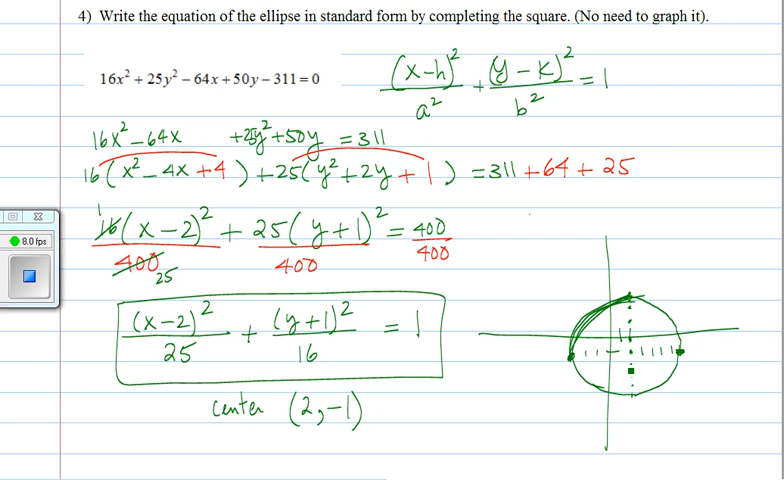 4) Write the equation of the ellipse in standard form by completing the square. (No need to graph it).
16x² + 25y² − 64x + 50y − 311 = 0
(x−h)²/a² + (y−k)²/b² = 1
16x² − 64x +25y² + 50y = 311
16(x² − 4x + 4) + 25(y² + 2y + 1) = 311 + 64 + 25
1
16(x − 2)²/400 + 25(y + 1)²/400 = 400/400
25
8.0 fps
(x−2)²/25 + (y+1)²/16 = 1
center (2, −1)